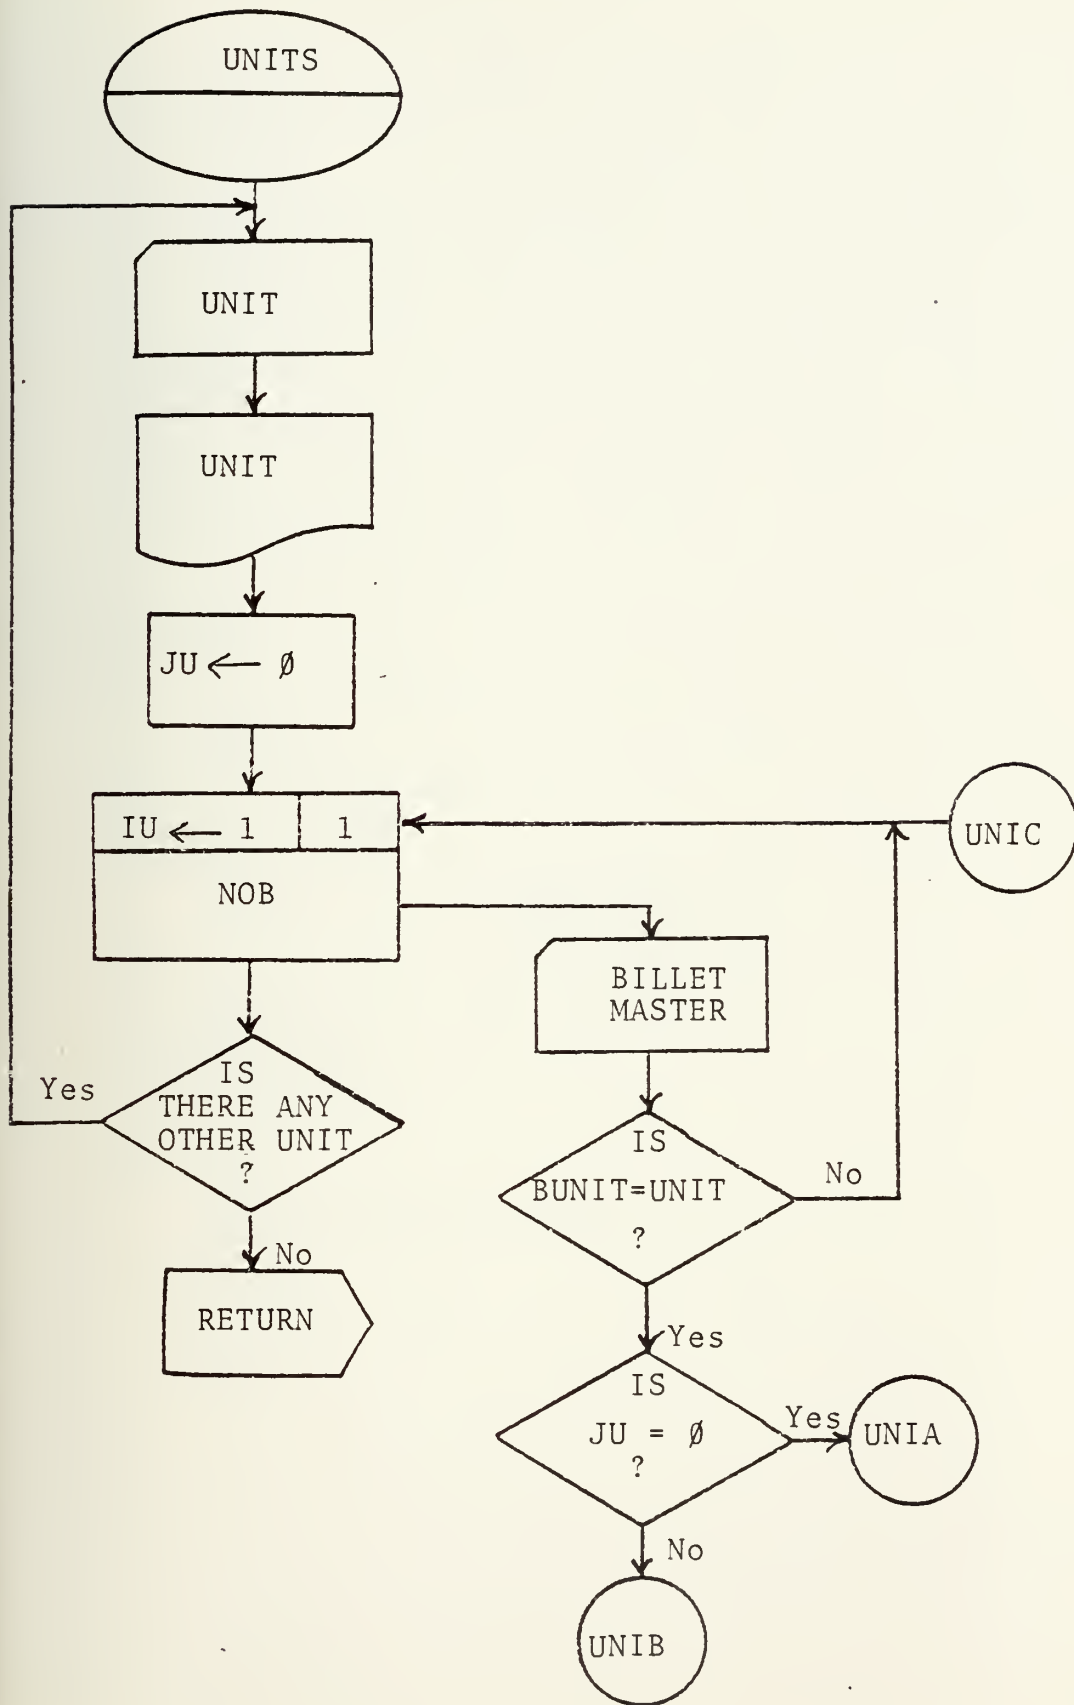 UNITS
UNIT
UNIT
JU ← Ø
IU ← 1 1
NOB
UNIC
BILLET
MASTER
IS
THERE ANY
OTHER UNIT
?
Yes
No
RETURN
IS
BUNIT=UNIT
?
No
Yes
IS
JU = Ø
?
Yes
UNIA
No
UNIB